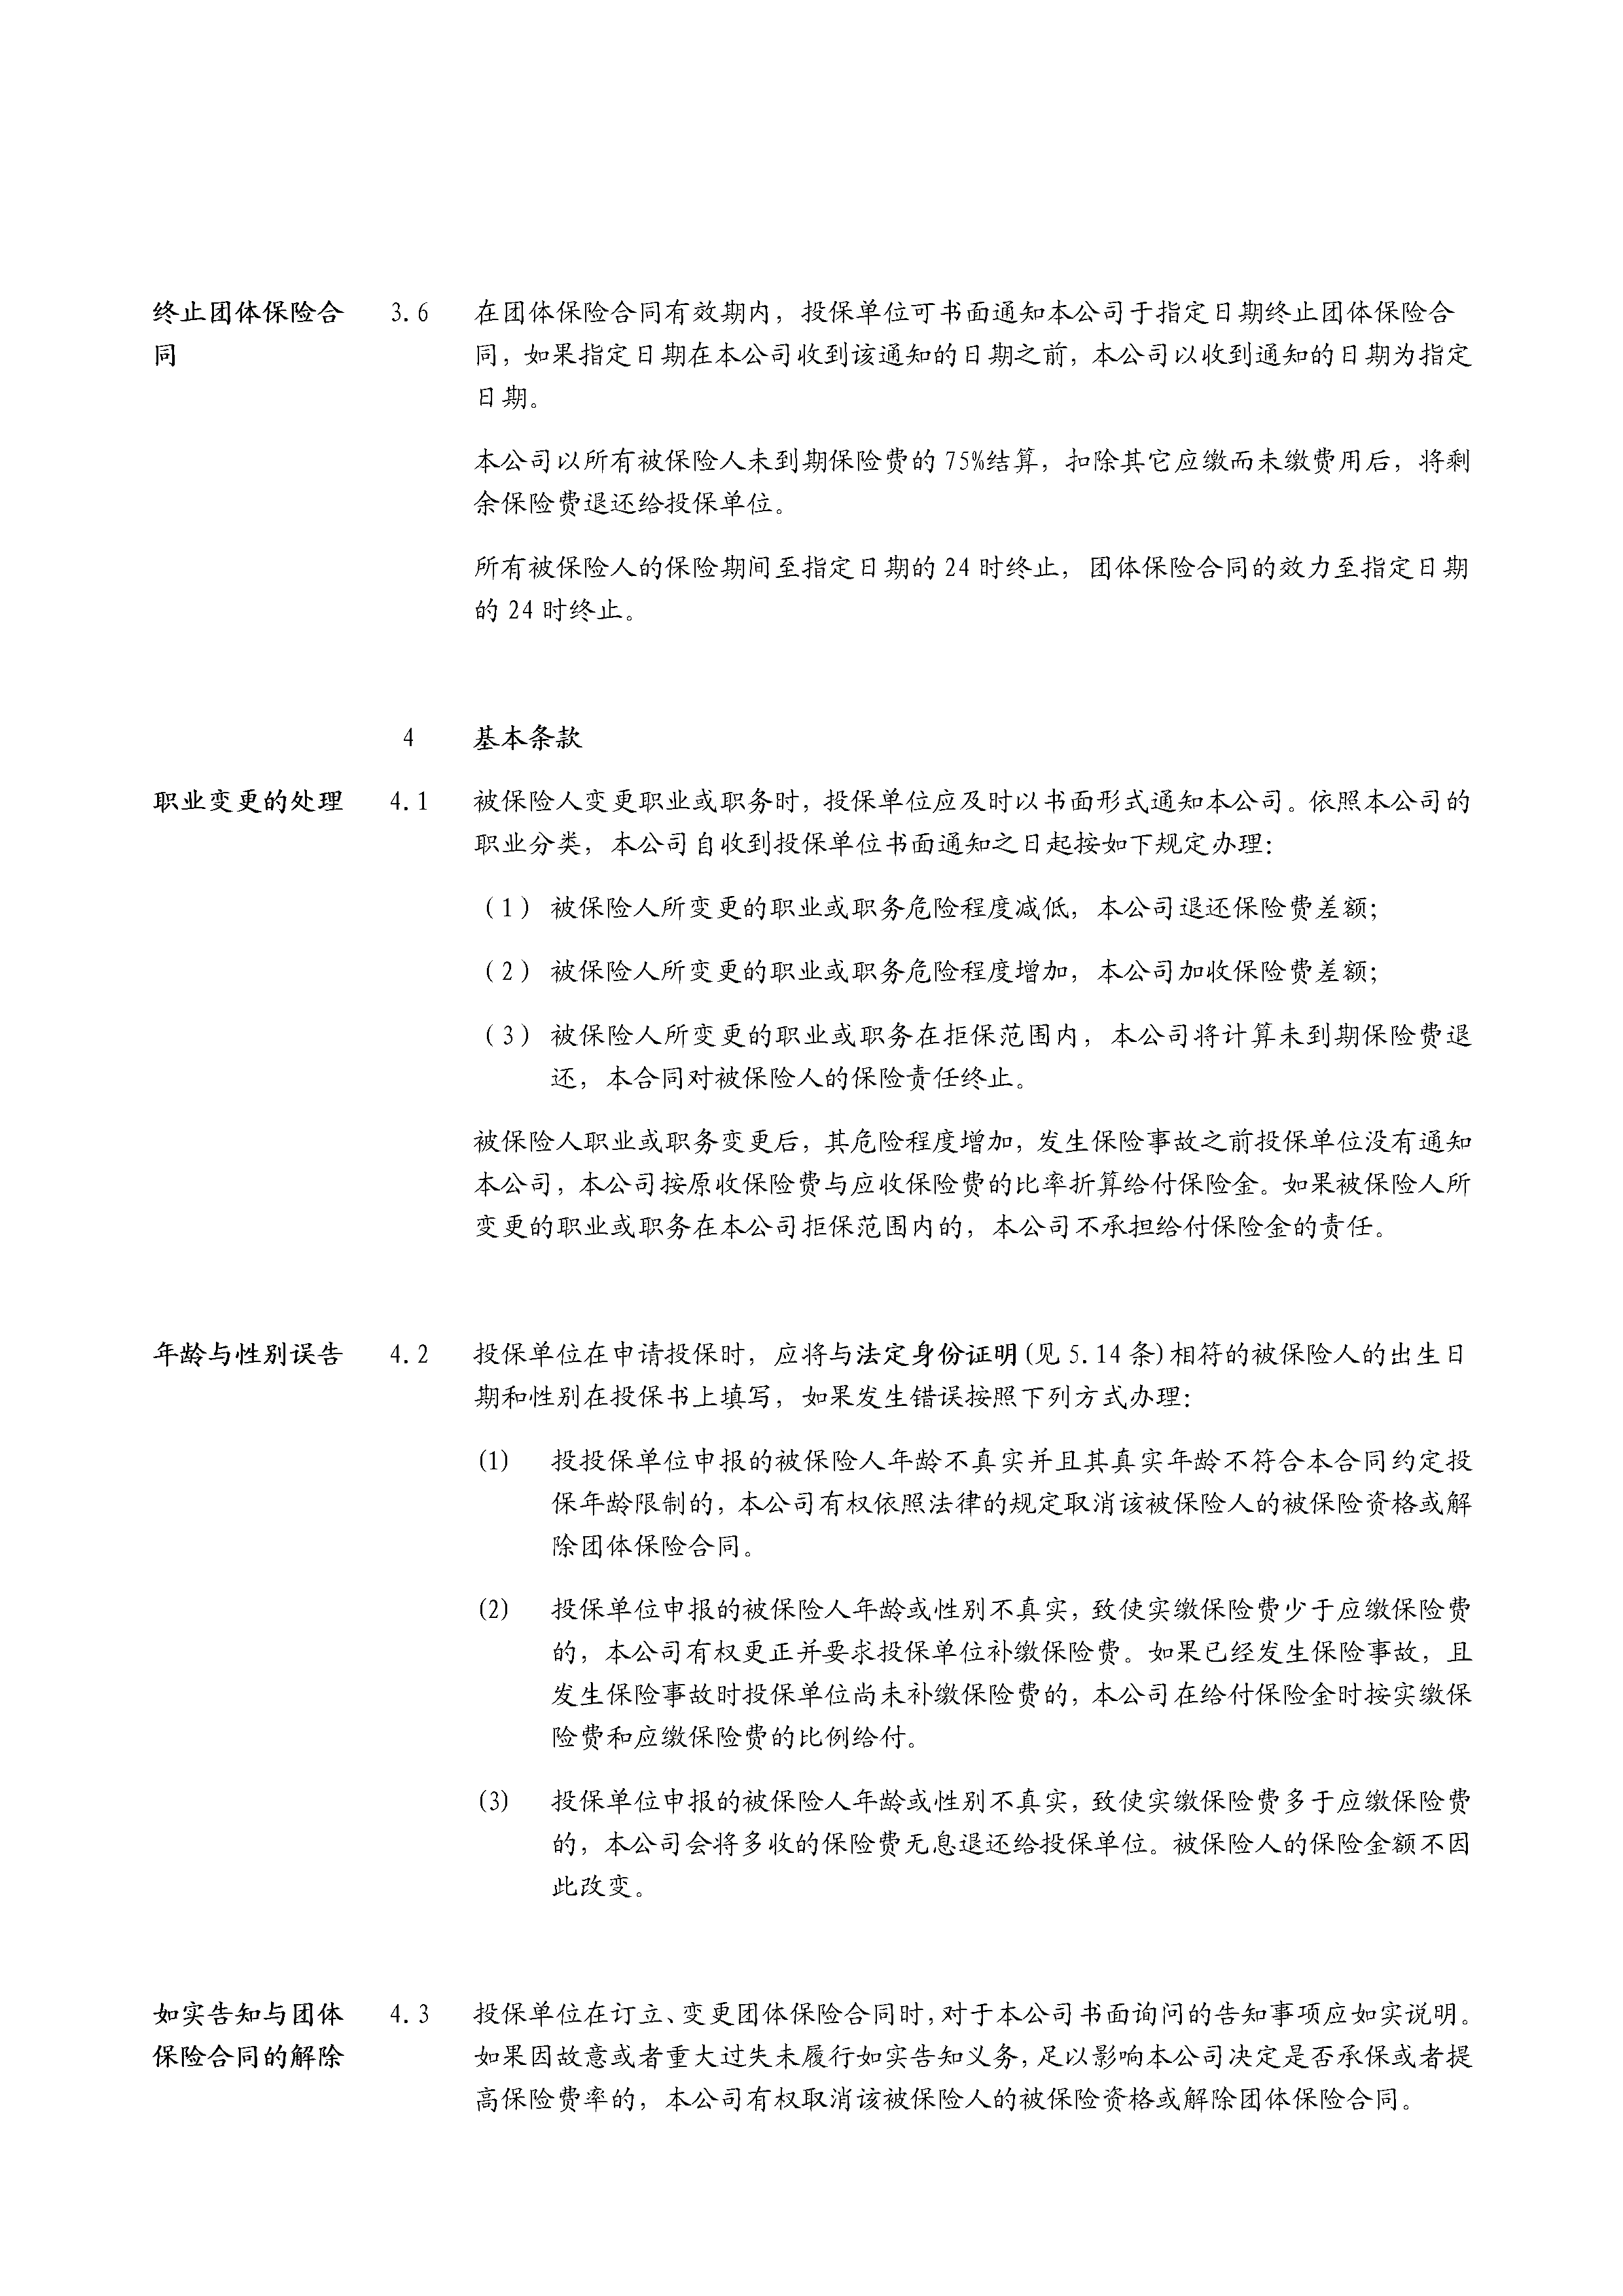 终止团体保险合 3.6 在团体保险合同有效期内，投保单位可书面通知本公司于指定日期终止团体保险合
同 同，如果指定日期在本公司收到该通知的日期之前，本公司以收到通知的日期为指定
日期。
本公司以所有被保险人未到期保险费的 75%结算，扣除其它应缴而未缴费用后，将剩
余保险费退还给投保单位。
所有被保险人的保险期间至指定日期的 24 时终止，团体保险合同的效力至指定日期
的 24 时终止。
4 基本条款
职业变更的处理 4.1 被保险人变更职业或职务时，投保单位应及时以书面形式通知本公司。依照本公司的
职业分类，本公司自收到投保单位书面通知之日起按如下规定办理：
（1） 被保险人所变更的职业或职务危险程度减低，本公司退还保险费差额；
（2） 被保险人所变更的职业或职务危险程度增加，本公司加收保险费差额；
（3） 被保险人所变更的职业或职务在拒保范围内，本公司将计算未到期保险费退
还，本合同对被保险人的保险责任终止。
被保险人职业或职务变更后，其危险程度增加，发生保险事故之前投保单位没有通知
本公司，本公司按原收保险费与应收保险费的比率折算给付保险金。如果被保险人所
变更的职业或职务在本公司拒保范围内的，本公司不承担给付保险金的责任。
年龄与性别误告 4.2 投保单位在申请投保时，应将与法定身份证明(见 5.14 条)相符的被保险人的出生日
期和性别在投保书上填写，如果发生错误按照下列方式办理：
(1) 投投保单位申报的被保险人年龄不真实并且其真实年龄不符合本合同约定投
保年龄限制的，本公司有权依照法律的规定取消该被保险人的被保险资格或解
除团体保险合同。
(2) 投保单位申报的被保险人年龄或性别不真实，致使实缴保险费少于应缴保险费
的，本公司有权更正并要求投保单位补缴保险费。如果已经发生保险事故，且
发生保险事故时投保单位尚未补缴保险费的，本公司在给付保险金时按实缴保
险费和应缴保险费的比例给付。
(3) 投保单位申报的被保险人年龄或性别不真实，致使实缴保险费多于应缴保险费
的，本公司会将多收的保险费无息退还给投保单位。被保险人的保险金额不因
此改变。
如实告知与团体 4.3 投保单位在订立、变更团体保险合同时，对于本公司书面询问的告知事项应如实说明。
保险合同的解除 如果因故意或者重大过失未履行如实告知义务，足以影响本公司决定是否承保或者提
高保险费率的，本公司有权取消该被保险人的被保险资格或解除团体保险合同。